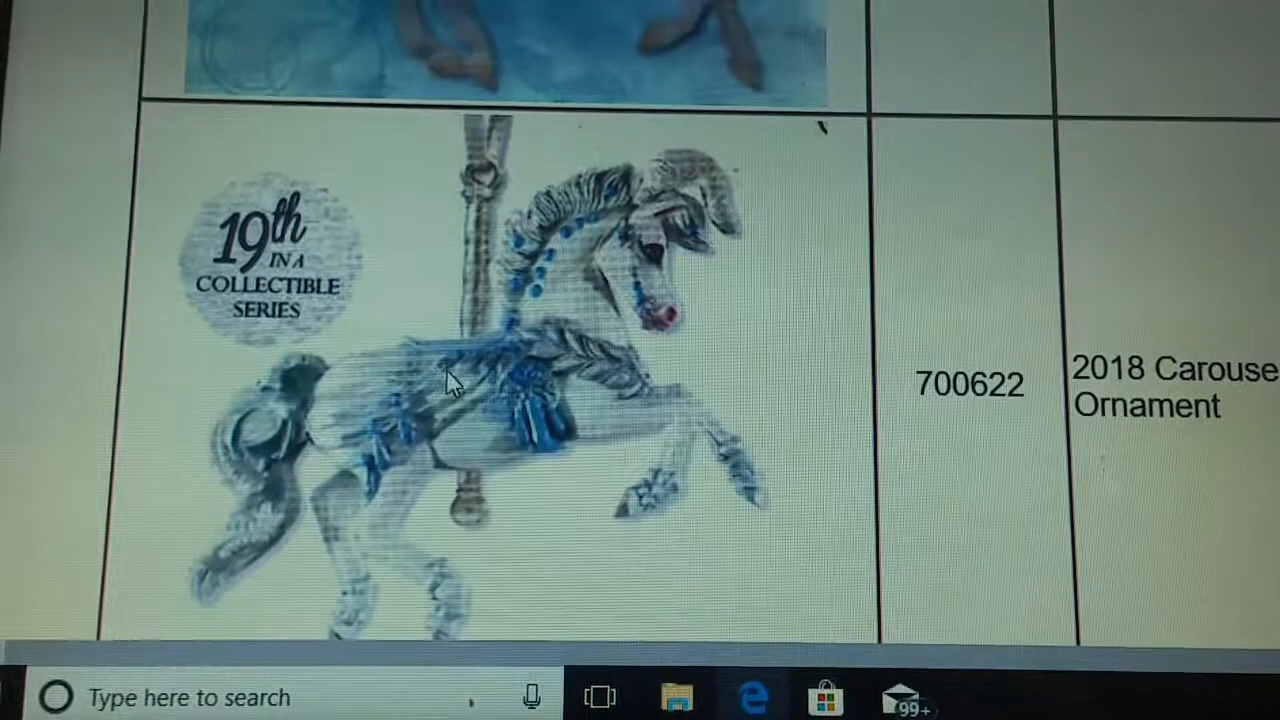 19th
IN A
COLLECTIBLE
SERIES
700622
2018 Carouse
Ornament
Type here to search
99+